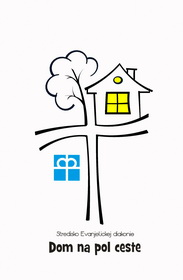 Stredisko Evanjelickej diakonie
Dom na pol ceste